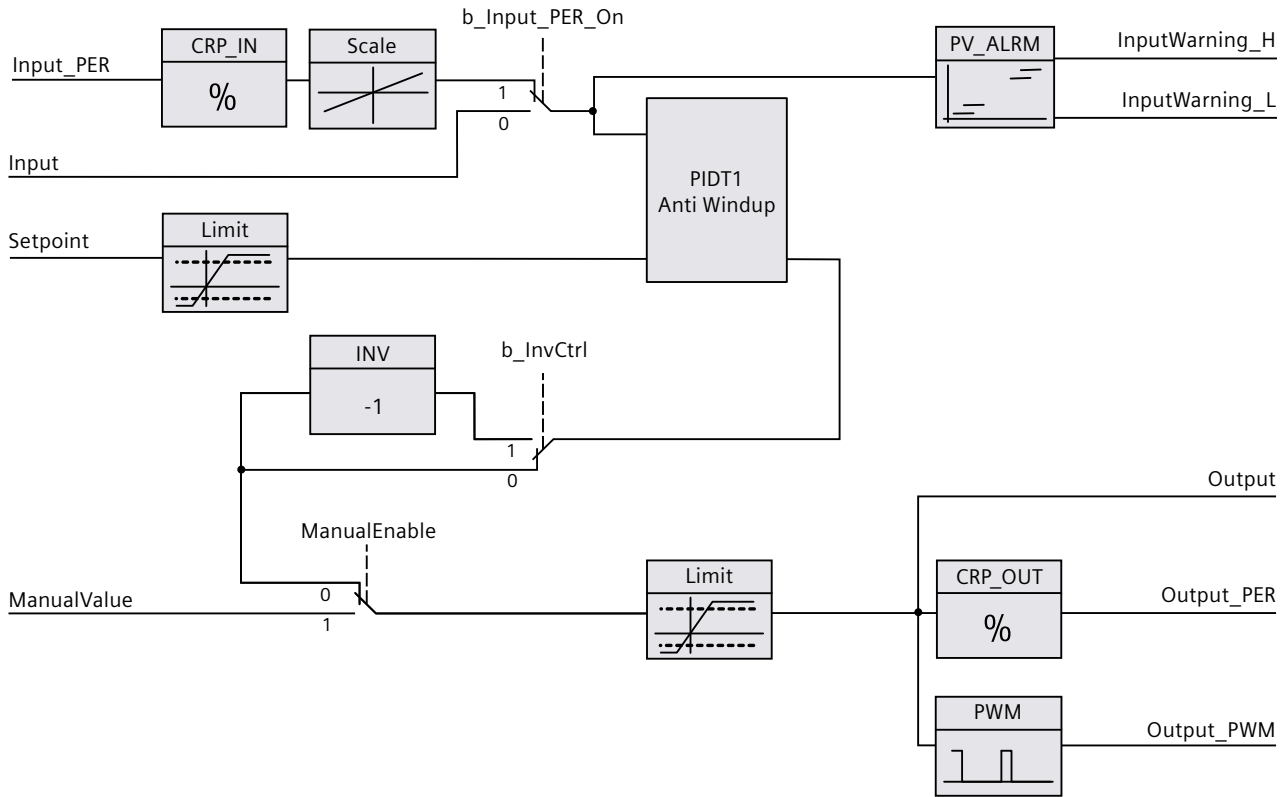 b_Input_PER_On
CRP_IN
Scale
PV_ALRM
InputWarning_H
Input_PER
%
1
0
InputWarning_L
Input
PIDT1
Anti Windup
Setpoint
Limit
INV
b_InvCtrl
-1
1
0
Output
ManualEnable
Limit
CRP_OUT
ManualValue
0
1
%
Output_PER
PWM
Output_PWM